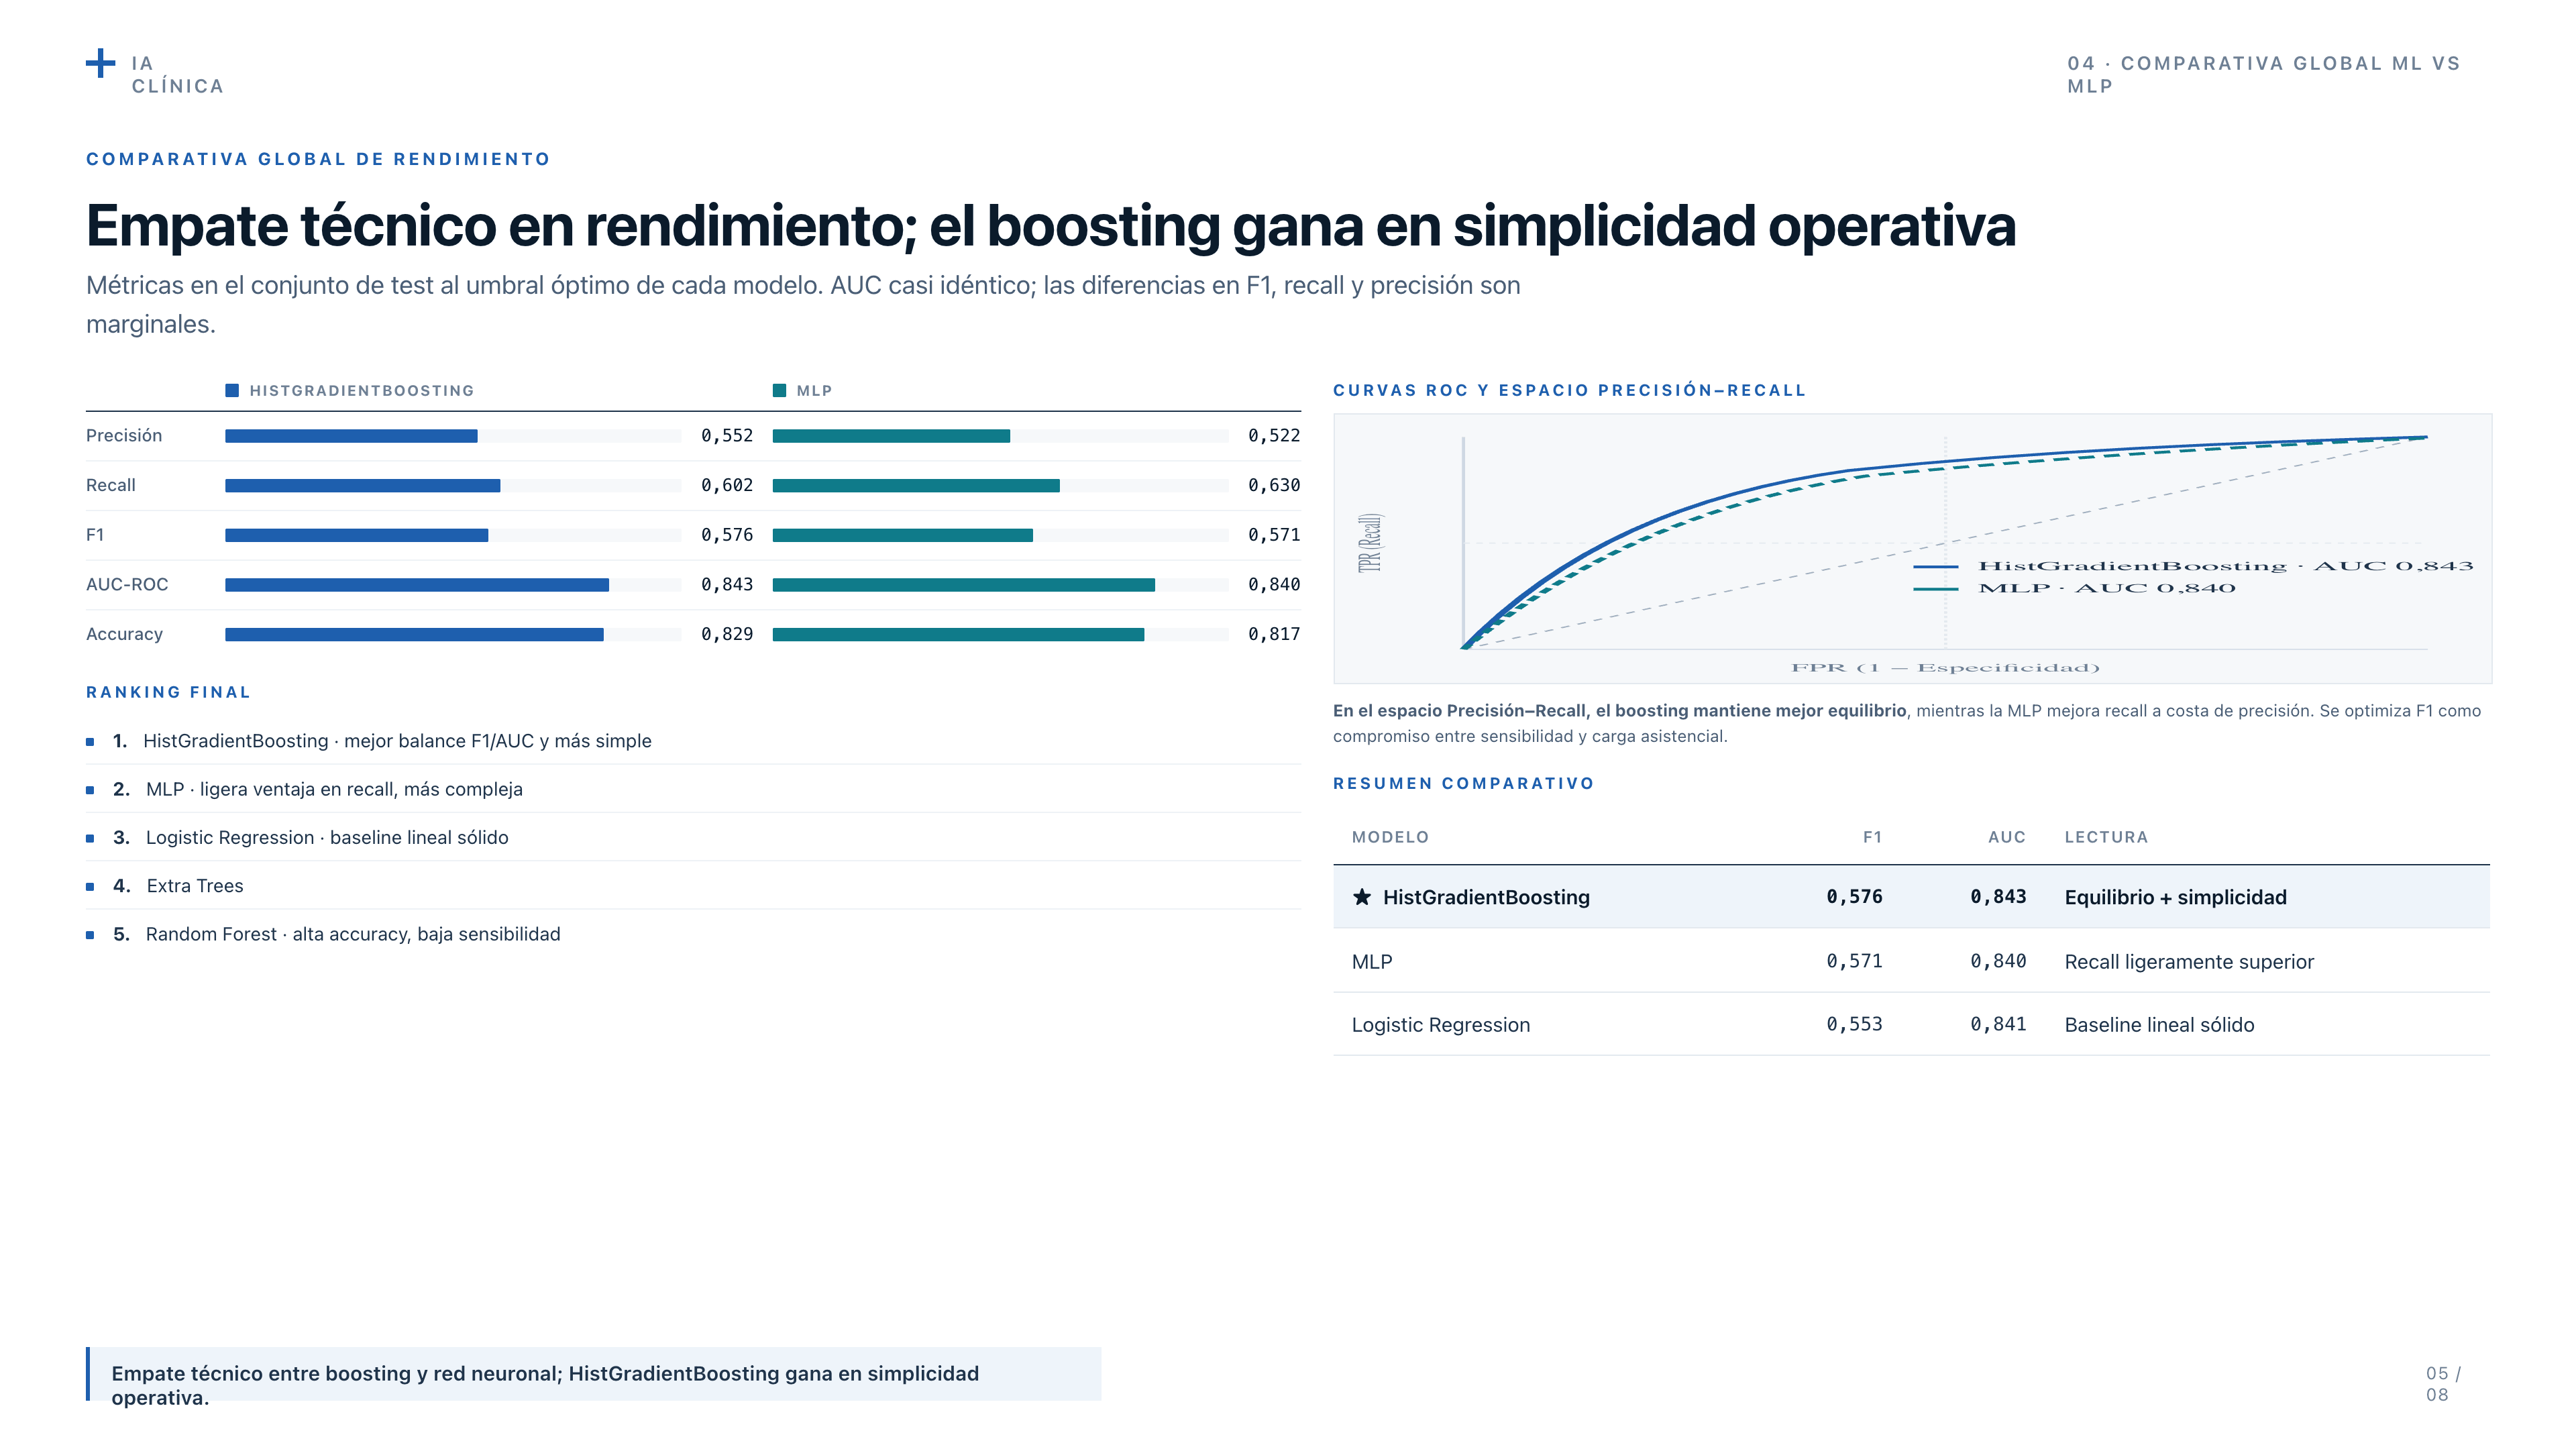 IA
CLÍNICA
04 · COMPARATIVA GLOBAL ML VS
MLP
COMPARATIVA GLOBAL DE RENDIMIENTO
Empate técnico en rendimiento; el boosting gana en simplicidad operativa
Métricas en el conjunto de test al umbral óptimo de cada modelo. AUC casi idéntico; las diferencias en F1, recall y precisión son
marginales.
HISTGRADIENTBOOSTING MLP
Precisión 0,552 0,522
Recall 0,602 0,630
F1 0,576 0,571
AUC-ROC 0,843 0,840
Accuracy 0,829 0,817
RANKING FINAL
1. HistGradientBoosting · mejor balance F1/AUC y más simple
2. MLP · ligera ventaja en recall, más compleja
3. Logistic Regression · baseline lineal sólido
4. Extra Trees
5. Random Forest · alta accuracy, baja sensibilidad
CURVAS ROC Y ESPACIO PRECISIÓN–RECALL
TPR (Recall)
HistGradientBoosting · AUC 0,843
MLP · AUC 0,840
FPR (1 – Especificidad)
En el espacio Precisión–Recall, el boosting mantiene mejor equilibrio, mientras la MLP mejora recall a costa de precisión. Se optimiza F1 como
compromiso entre sensibilidad y carga asistencial.
RESUMEN COMPARATIVO
MODELO F1 AUC LECTURA
★ HistGradientBoosting 0,576 0,843 Equilibrio + simplicidad
MLP 0,571 0,840 Recall ligeramente superior
Logistic Regression 0,553 0,841 Baseline lineal sólido
Empate técnico entre boosting y red neuronal; HistGradientBoosting gana en simplicidad
operativa.
05 /
08